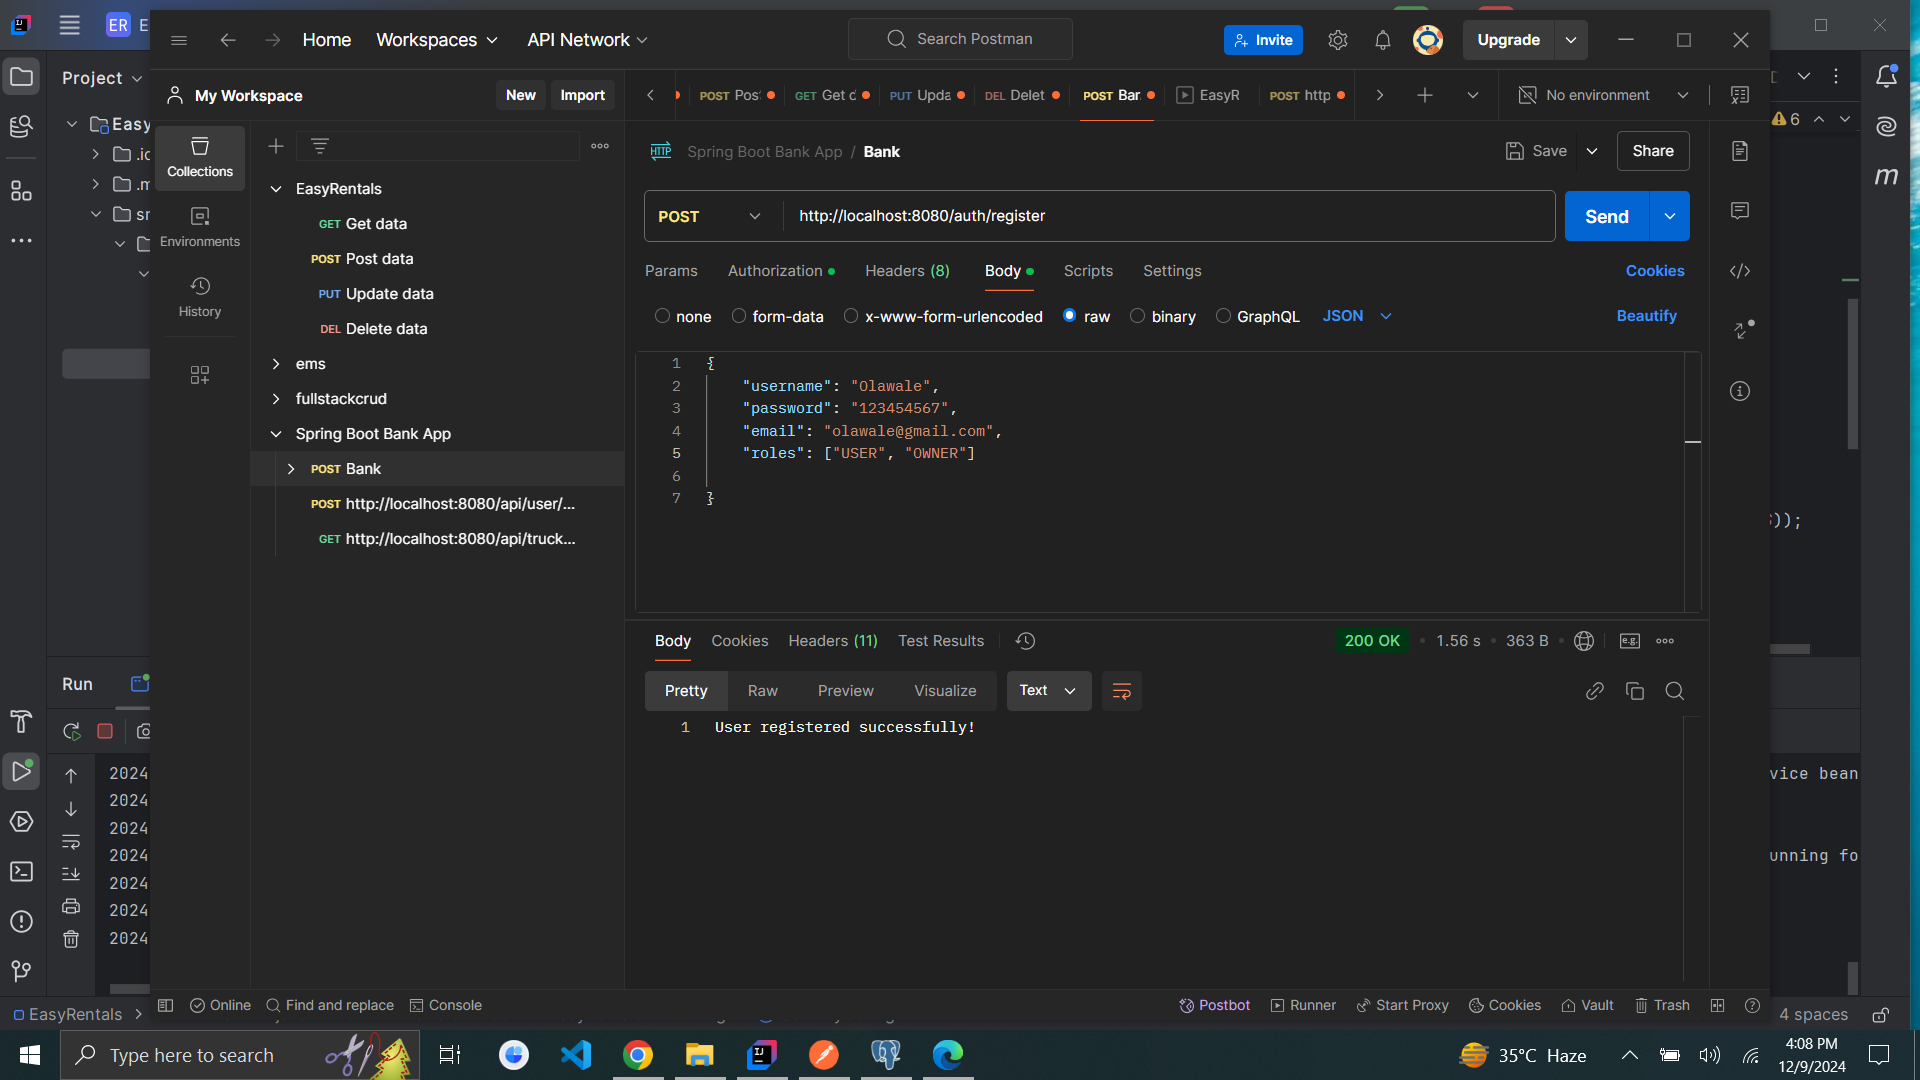 ER E
Home Workspaces API Network Search Postman Invite Upgrade
Project
My Workspace New Import
POST Pos GET Get d PUT Upda DEL Delet POST Ban EasyR POST http No environment
Easy
6
.ic
.m
sr
Collections
Environments
History
EasyRentals
GET Get data
POST Post data
PUT Update data
DEL Delete data
ems
fullstackcrud
Spring Boot Bank App
POST Bank
POST http://localhost:8080/api/user/...
GET http://localhost:8080/api/truck...
HTTP Spring Boot Bank App / Bank Save Share
POST http://localhost:8080/auth/register Send
Params Authorization Headers (8) Body Scripts Settings Cookies
none form-data x-www-form-urlencoded raw binary GraphQL JSON Beautify
1 {
2 "username": "Olawale",
3 "password": "123454567",
4 "email": "olawale@gmail.com",
5 "roles": ["USER", "OWNER"]
6
7 }
));
m
Body Cookies Headers (11) Test Results 200 OK 1.56 s 363 B e.g.
Pretty Raw Preview Visualize Text
1 User registered successfully!
Run
2024
2024
2024
2024
2024
2024
2024
vice bean
unning fo
Online Find and replace Console Postbot Runner Start Proxy Cookies Vault Trash
EasyRentals
4 spaces
Type here to search
35°C Haze
4:08 PM
12/9/2024